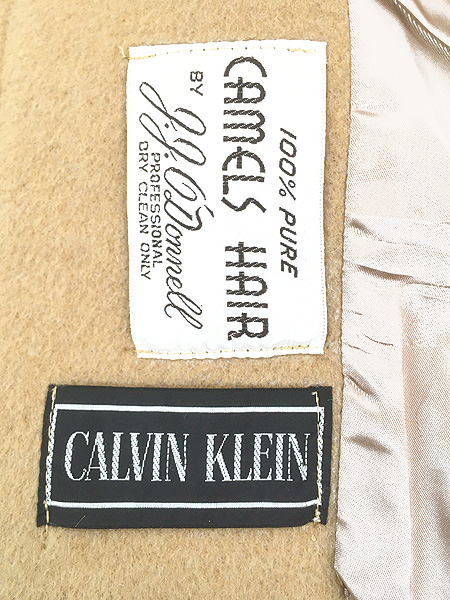 100% PURE
CAMELS HAIR
BY J.J. O'Donnell
PROFESSIONAL
DRY CLEAN ONLY
CALVIN KLEIN